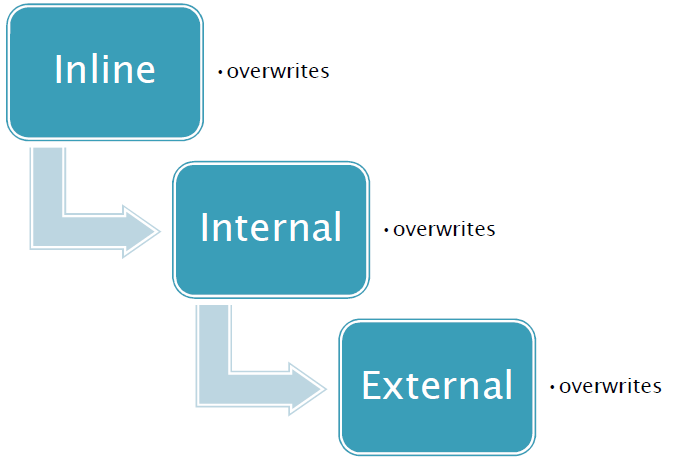 Inline
• overwrites
Internal
• overwrites
External
• overwrites